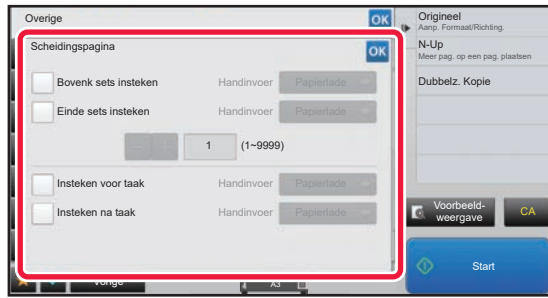 Overige
OK
Scheidingspagina
OK
Bovenk sets insteken Handinvoer Papierlade
Einde sets insteken Handinvoer Papierlade
1 (1~9999)
Insteken voor taak Handinvoer Papierlade
Insteken na taak Handinvoer Papierlade
Vorige
A3
Origineel
Aanp. Formaat/Richting.
N-Up
Meer pag. op een pag. plaatsen
Dubbelz. Kopie
Voorbeeld-
weergave
CA
Start